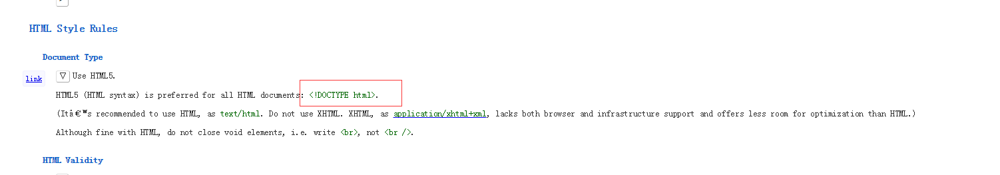 HTML Style Rules
Document Type
link
▽ Use HTML5.
HTML5 (HTML syntax) is preferred for all HTML documents: <!DOCTYPE html>.
(Itâ€™s recommended to use HTML, as text/html. Do not use XHTML. XHTML, as application/xhtml+xml, lacks both browser and infrastructure support and offers less room for optimization than HTML.)
Although fine with HTML, do not close void elements, i.e. write <br>, not <br />.
HTML Validity